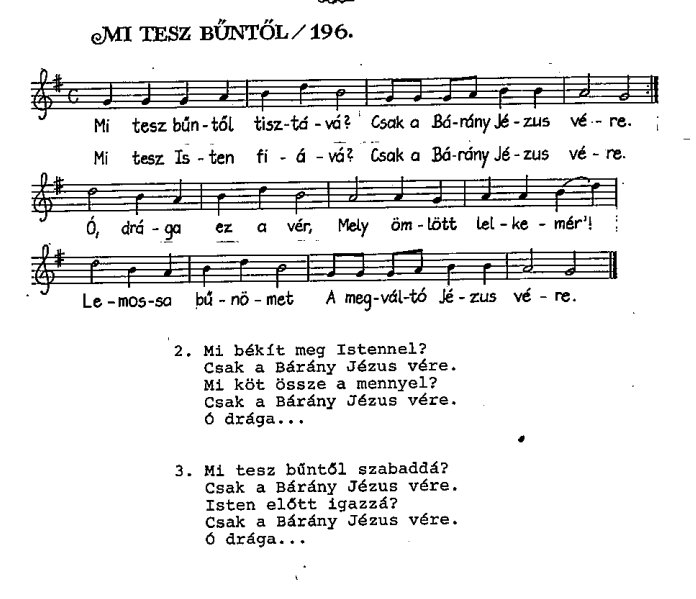 MI TESZ BŰNTŐL/196.
Mi tesz bűn-től tisz-tá-vá? Csak a Bá-rány Jé-zus vé-re.
Mi tesz Is-ten fi-á-vá? Csak a Bá-rány Jé-zus vé-re.
Ó, drá-ga ez a vér, Mely öm-lött lel-ke-mér'!
Le-mos-sa bű-nö-met A meg-vál-tó Jé-zus vé-re.
2. Mi békít meg Istennel?
Csak a Bárány Jézus vére.
Mi köt össze a mennyel?
Csak a Bárány Jézus vére.
Ó drága...
3. Mi tesz bűntől szabaddá?
Csak a Bárány Jézus vére.
Isten előtt igazzá?
Csak a Bárány Jézus vére.
Ó drága...